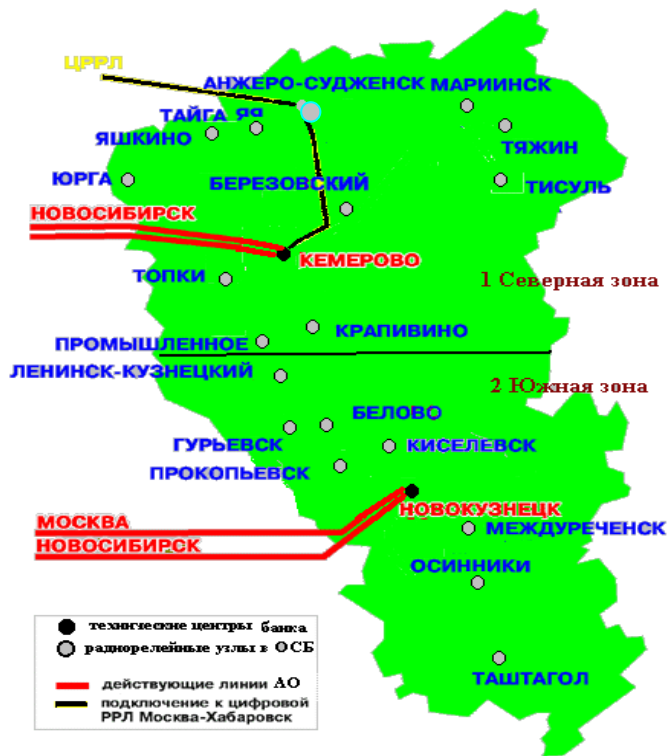 ЦРРЛ
АНЖЕРО-СУДЖЕНСК
МАРИИНСК
ТАЙГА
ЯЯ
ЯШКИНО
ТЯЖИН
ЮРГА
БЕРЕЗОВСКИЙ
ТИСУЛЬ
НОВОСИБИРСК
КЕМЕРОВО
ТОПКИ
1 Северная зона
КРАПИВИНО
ПРОМЫШЛЕННОЕ
ЛЕНИНСК-КУЗНЕЦКИЙ
2 Южная зона
БЕЛОВО
ГУРЬЕВСК
КИСЕЛЕВСК
ПРОКОПЬЕВСК
НОВОКУЗНЕЦК
МОСКВА
МЕЖДУРЕЧЕНСК
НОВОСИБИРСК
ОСИННИКИ
ТАШТАГОЛ
технические центры банка
радиорелейные узлы в ОСБ
действующие линии АО
подключение к цифровой
РРЛ Москва-Хабаровск